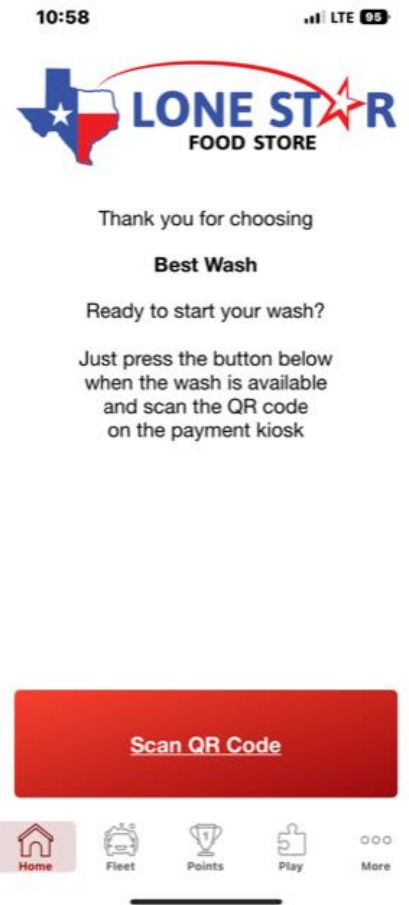 10:58 LTE 95
LONE STAR
FOOD STORE
Thank you for choosing
Best Wash
Ready to start your wash?
Just press the button below
when the wash is available
and scan the QR code
on the payment kiosk
Scan QR Code
1
Home Fleet Points Play More